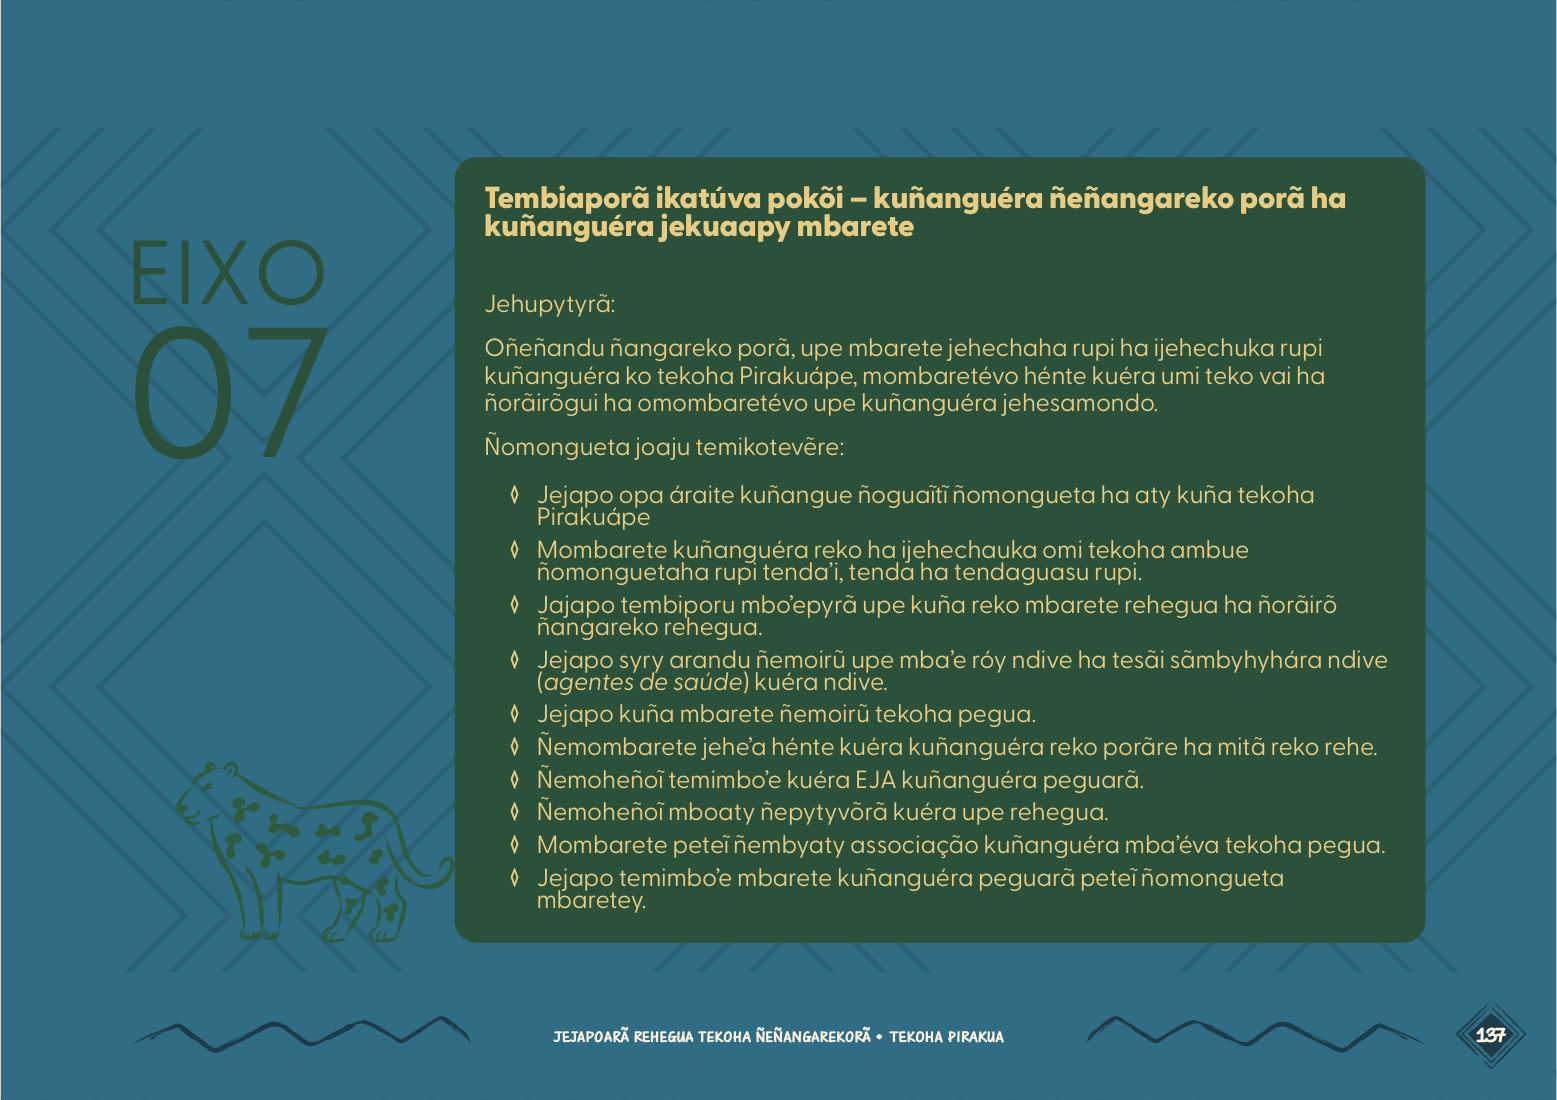 EIXO
07
Tembiaporã ikatúva pokõi – kuñanguéra ñeñangareko porã ha
kuñanguéra jekuaapy mbarete
Jehupytyrã:
Oñeñandu ñangareko porã, upe mbarete jehechaha rupi ha ijehechuka rupi
kuñanguéra ko tekoha Pirakuápe, mombaretévo hénte kuéra umi teko vai ha
ñorãirõgui ha omombaretévo upe kuñanguéra jehesamondo.
Ñomongueta joaju temikotevẽre:
◊ Jejapo opa áraite kuñangue ñoguaĩtĩ ñomongueta ha aty kuña tekoha
Pirakuápe
◊ Mombarete kuñanguéra reko ha ijehechauka omi tekoha ambue
ñomonguetaha rupi tenda’i, tenda ha tendaguasu rupi.
◊ Jajapo tembiporu mbo’epyrã upe kuña reko mbarete rehegua ha ñorãirõ
ñangareko rehegua.
◊ Jejapo syry arandu ñemoirũ upe mba’e róy ndive ha tesãi sãmbyhyhára ndive
(agentes de saúde) kuéra ndive.
◊ Jejapo kuña mbarete ñemoirũ tekoha pegua.
◊ Ñemombarete jehe’a hénte kuéra kuñanguéra reko porãre ha mitã reko rehe.
◊ Ñemoheñoĩ temimbo’e kuéra EJA kuñanguéra peguarã.
◊ Ñemoheñoĩ mboaty ñepytyvõrã kuéra upe rehegua.
◊ Mombarete peteĩ ñembyaty associação kuñanguéra mba’éva tekoha pegua.
◊ Jejapo temimbo’e mbarete kuñanguéra peguarã peteĩ ñomongueta
mbaretey.
JEJAPOARÃ REHEGUA TEKOHA ÑEÑANGAREKORÃ • TEKOHA PIRAKUA
137